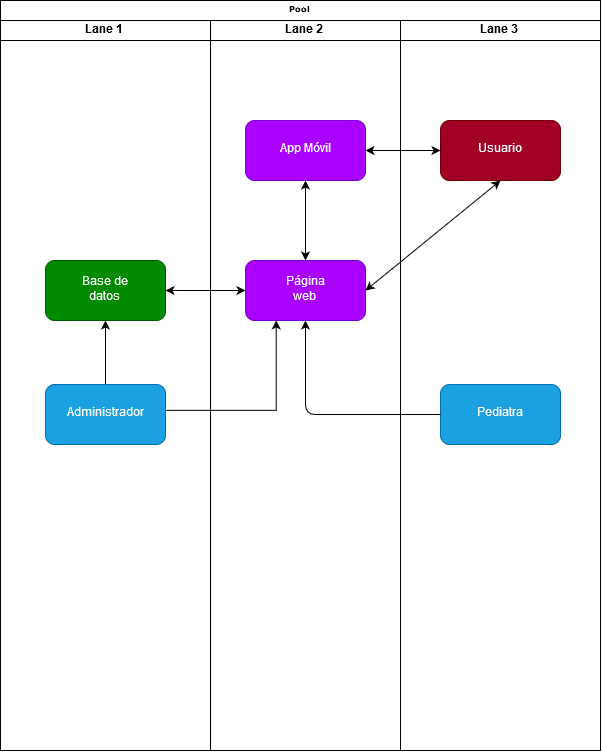 Pool
Lane 1
Lane 2
Lane 3
App Móvil
Usuario
Base de
datos
Página
web
Administrador
Pediatra